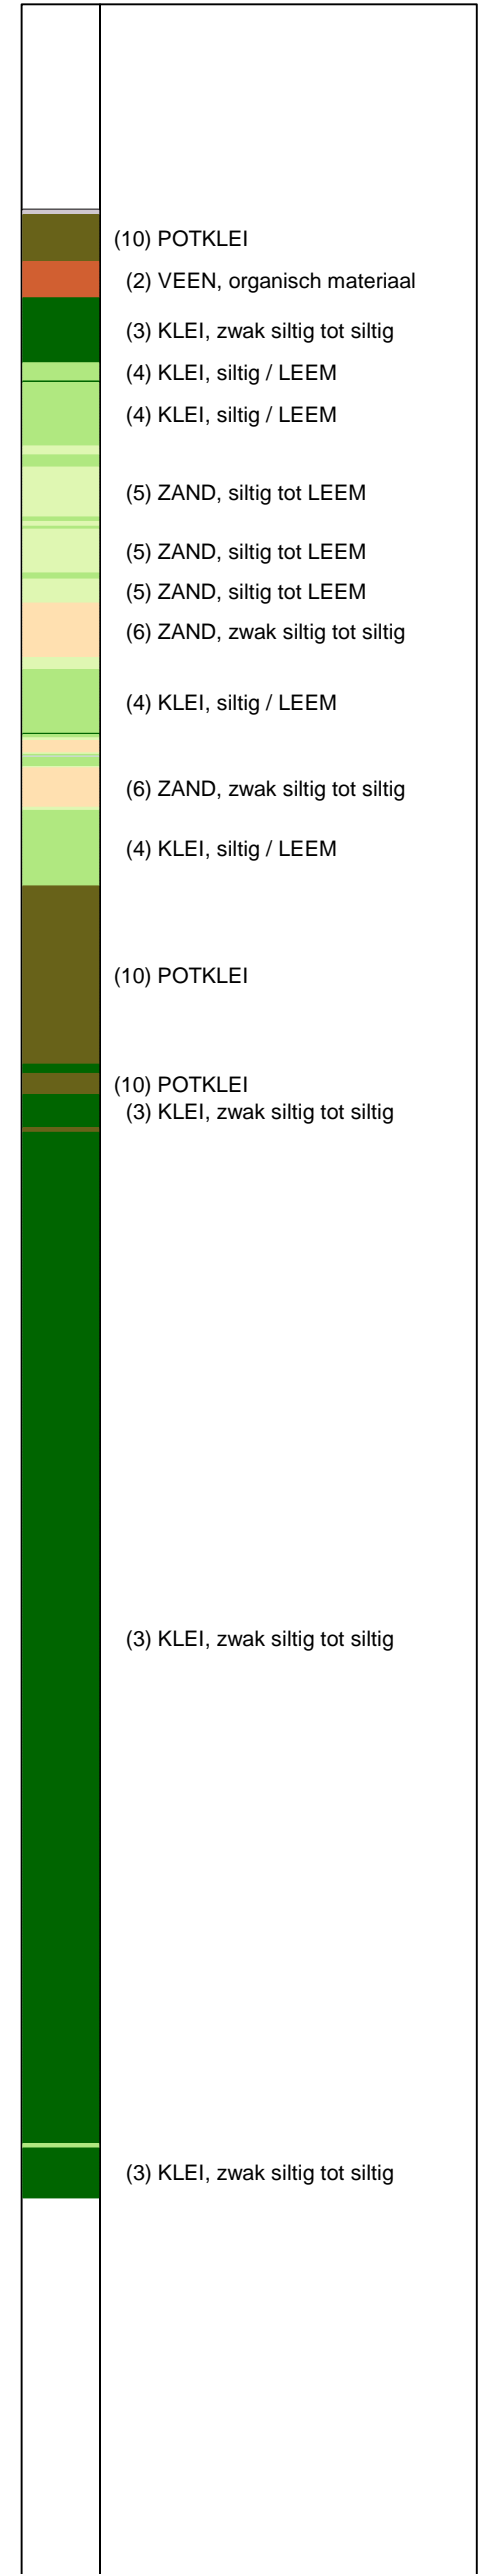 (10) POTKLEI
(2) VEEN, organisch materiaal
(3) KLEI, zwak siltig tot siltig
(4) KLEI, siltig / LEEM
(4) KLEI, siltig / LEEM
(5) ZAND, siltig tot LEEM
(5) ZAND, siltig tot LEEM
(5) ZAND, siltig tot LEEM
(6) ZAND, zwak siltig tot siltig
(4) KLEI, siltig / LEEM
(6) ZAND, zwak siltig tot siltig
(4) KLEI, siltig / LEEM
(10) POTKLEI
(10) POTKLEI
(3) KLEI, zwak siltig tot siltig
(3) KLEI, zwak siltig tot siltig
(3) KLEI, zwak siltig tot siltig